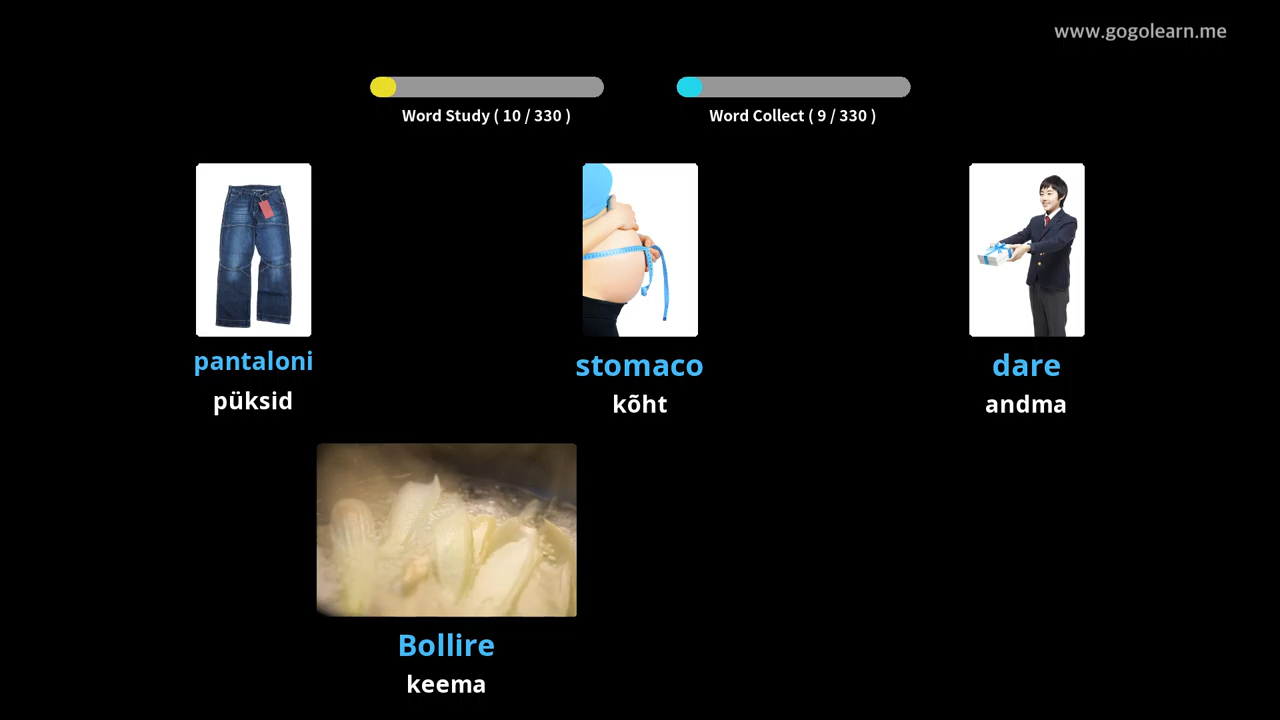 www.gogolearn.me
Word Study ( 10 / 330 )
Word Collect ( 9 / 330 )
pantaloni
püksid
stomaco
kõht
dare
andma
Bollire
keema